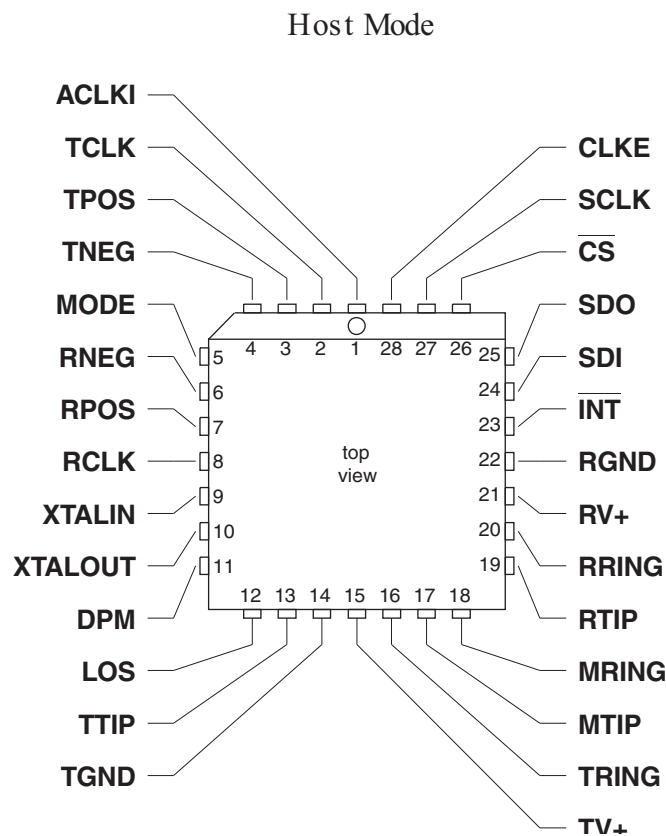 Host Mode
ACLKI
TCLK
TPOS
TNEG
MODE
RNEG
RPOS
RCLK
XTALIN
XTALOUT
DPM
LOS
TTIP
TGND
CLKE
SCLK
C̅S̅
SDO
SDI
I̅N̅T̅
RGND
RV+
RRING
RTIP
MRING
MTIP
TRING
TV+
4 3 2 1 28 27 26
5
6
7
8
9
10
11
25
24
23
22
21
20
19
top
view
12 13 14 15 16 17 18